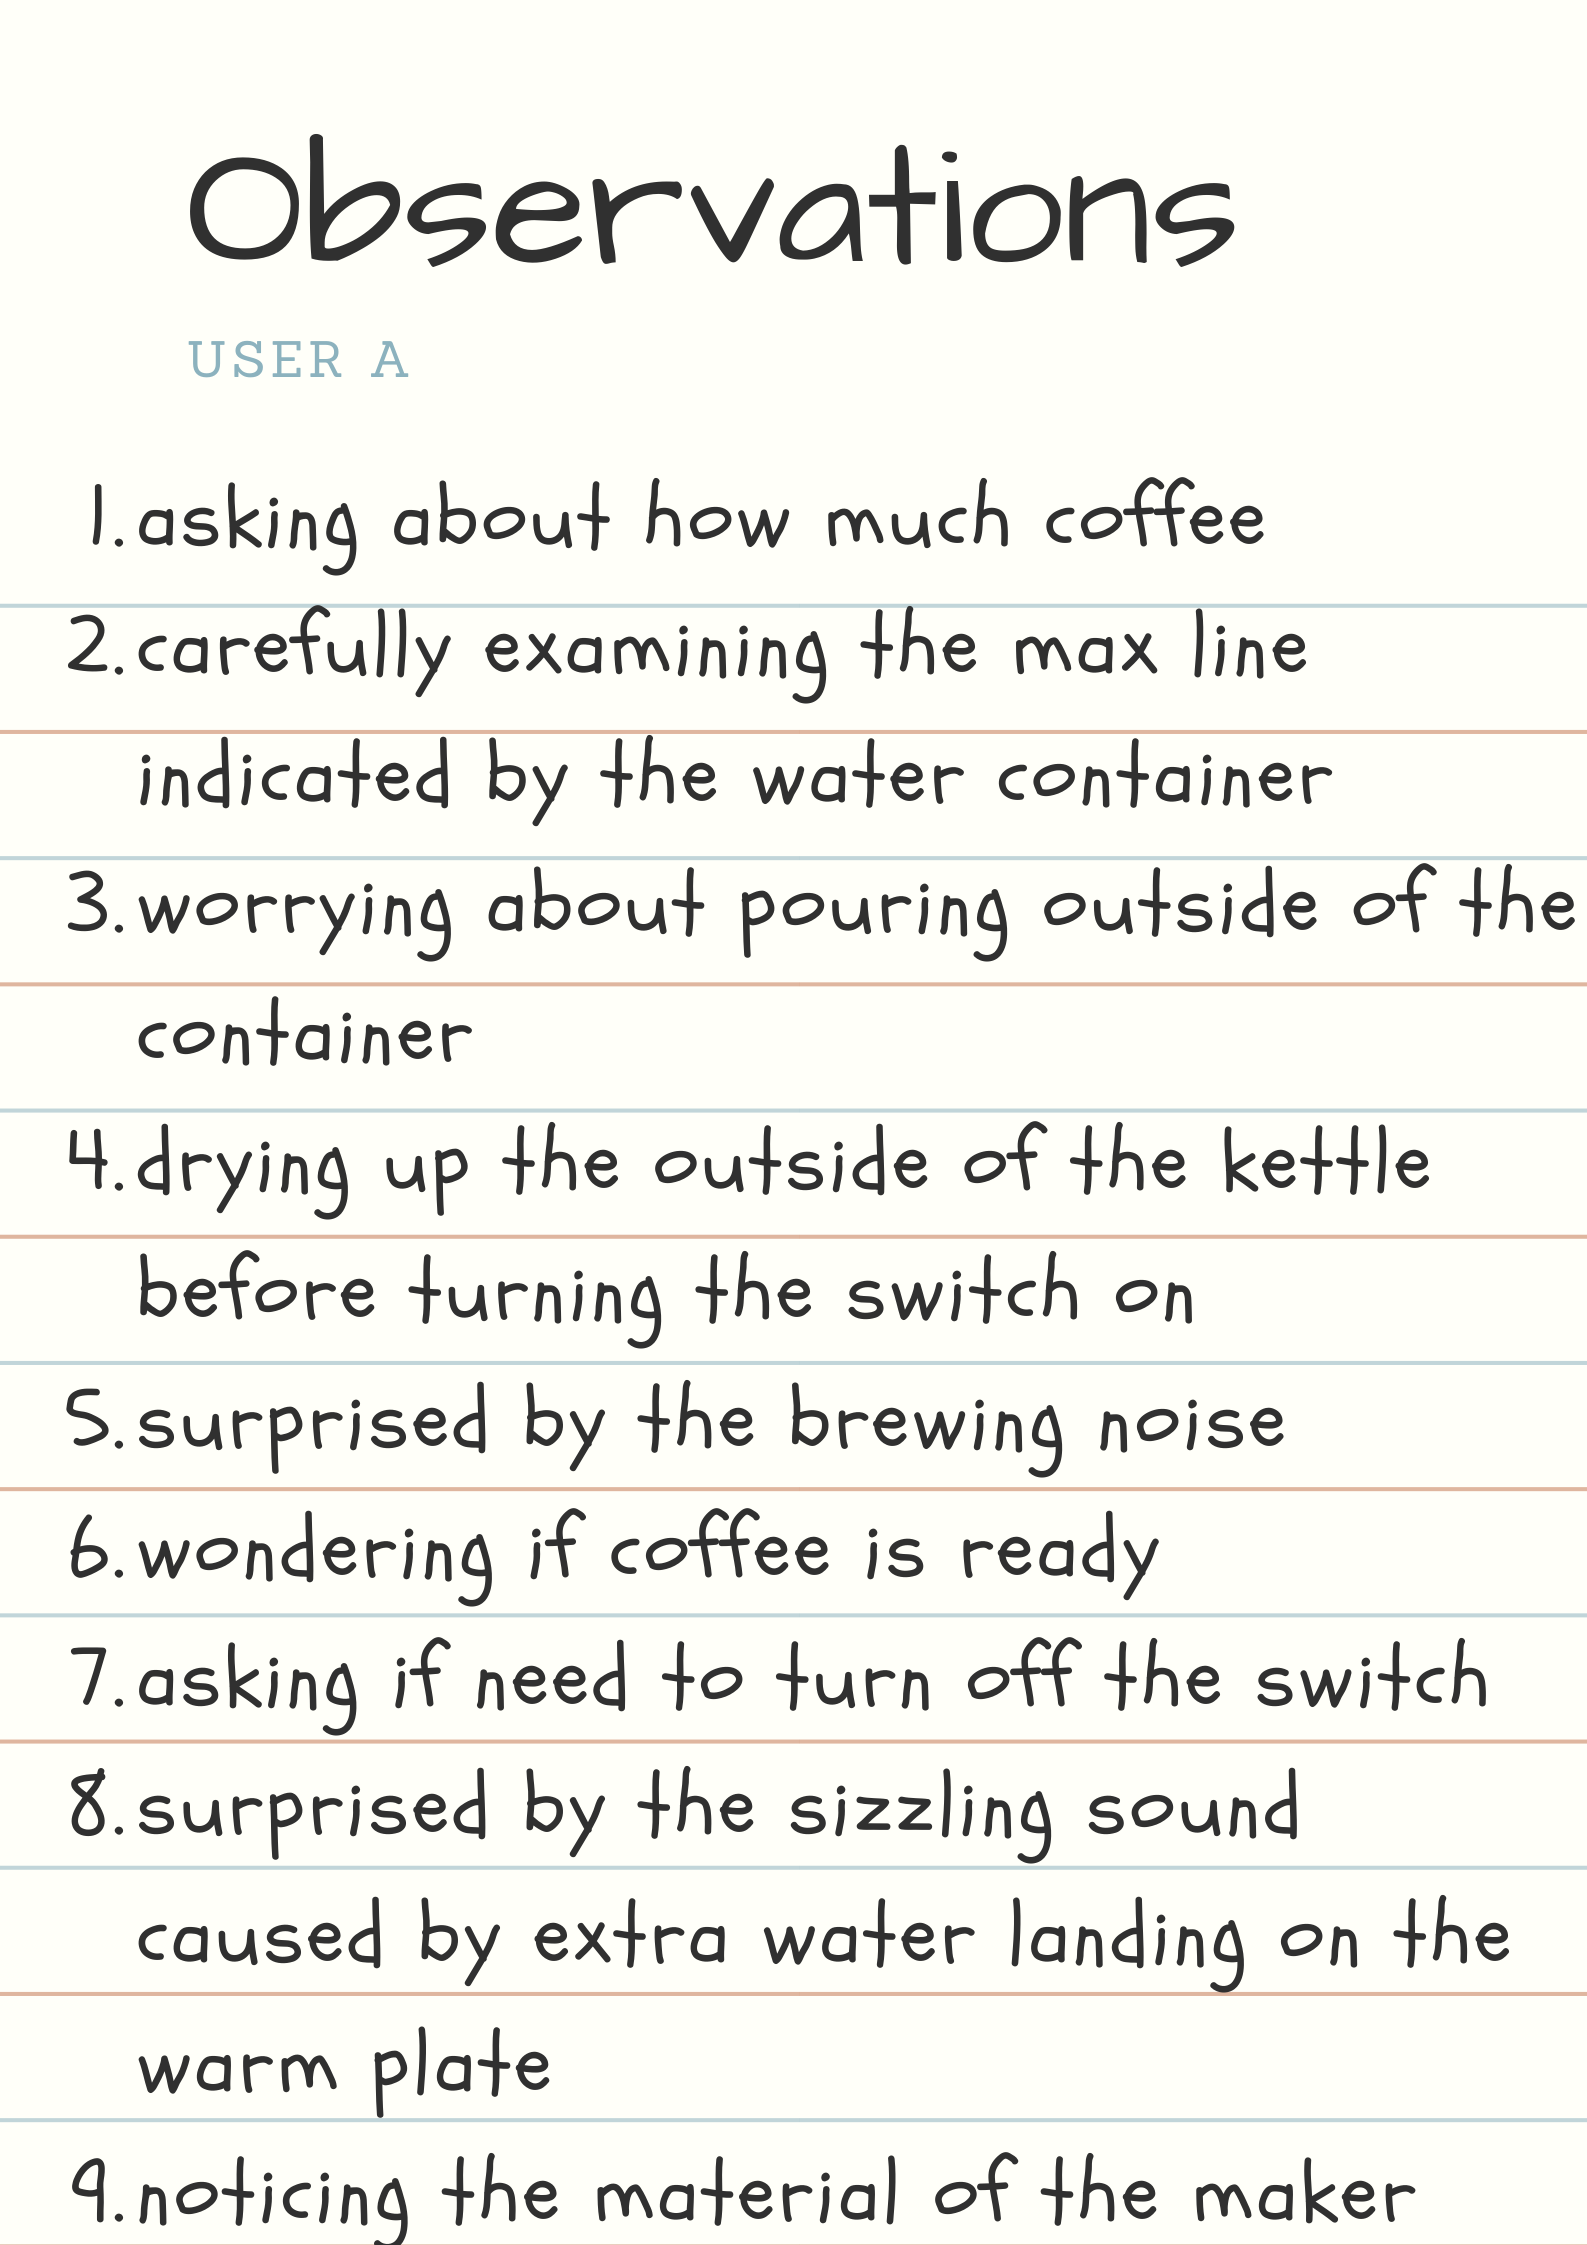 Observations
USER A
1. asking about how much coffee
2. carefully examining the max line
indicated by the water container
3. worrying about pouring outside of the
container
4. drying up the outside of the kettle
before turning the switch on
5. surprised by the brewing noise
6. wondering if coffee is ready
7. asking if need to turn off the switch
8. surprised by the sizzling sound
caused by extra water landing on the
warm plate
9. noticing the material of the maker